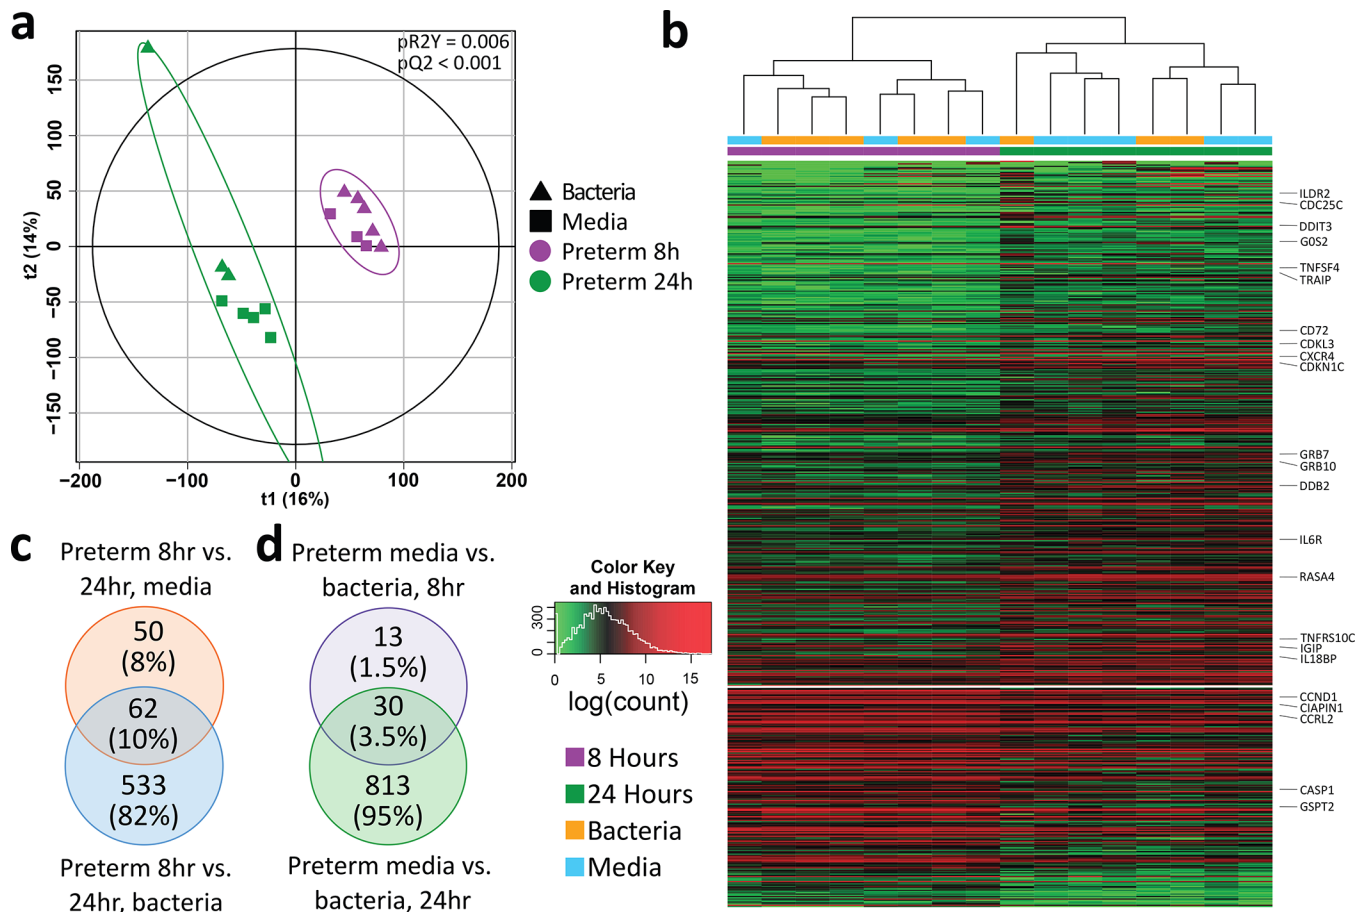 a
pR2Y = 0.006
pQ2 < 0.001
150
100
50
0
−50
−100
−150
t2 (14%)
−200
−100
0
100
200
t1 (16%)
Bacteria
Media
Preterm 8h
Preterm 24h
b
ILDR2
CDC25C
DDIT3
G0S2
TNFSF4
TRAIP
CD72
CDKL3
CXCR4
CDKN1C
GRB7
GRB10
DDB2
IL6R
RASA4
TNFRS10C
IGIP
IL18BP
CCND1
CIAPIN1
CCRL2
CASP1
GSPT2
c
Preterm 8hr vs.
24hr, media
50
(8%)
62
(10%)
533
(82%)
Preterm 8hr vs.
24hr, bacteria
d
Preterm media vs.
bacteria, 8hr
13
(1.5%)
30
(3.5%)
813
(95%)
Preterm media vs.
bacteria, 24hr
Color Key
and Histogram
300
0
0
5
10
15
log(count)
8 Hours
24 Hours
Bacteria
Media